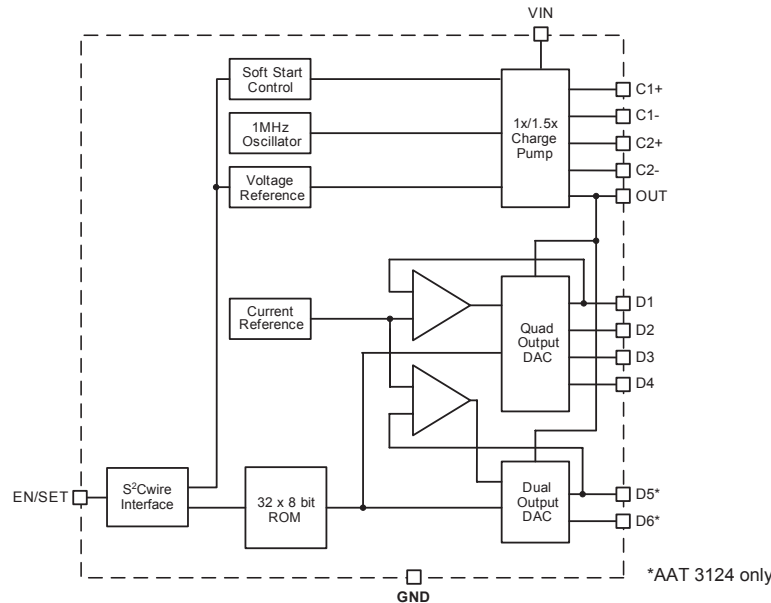 VIN
Soft Start
Control
1MHz
Oscillator
Voltage
Reference
1x/1.5x
Charge
Pump
C1+
C1-
C2+
C2-
OUT
Current
Reference
Quad
Output
DAC
D1
D2
D3
D4
EN/SET
S²Cwire
Interface
32 x 8 bit
ROM
Dual
Output
DAC
D5*
D6*
GND
*AAT 3124 only